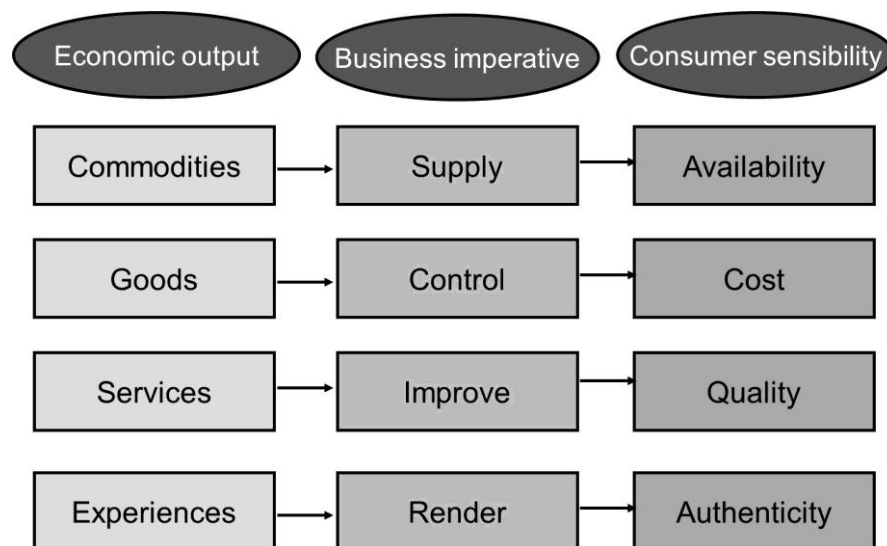 Economic output
Business imperative
Consumer sensibility
Commodities
Supply
Availability
Goods
Control
Cost
Services
Improve
Quality
Experiences
Render
Authenticity